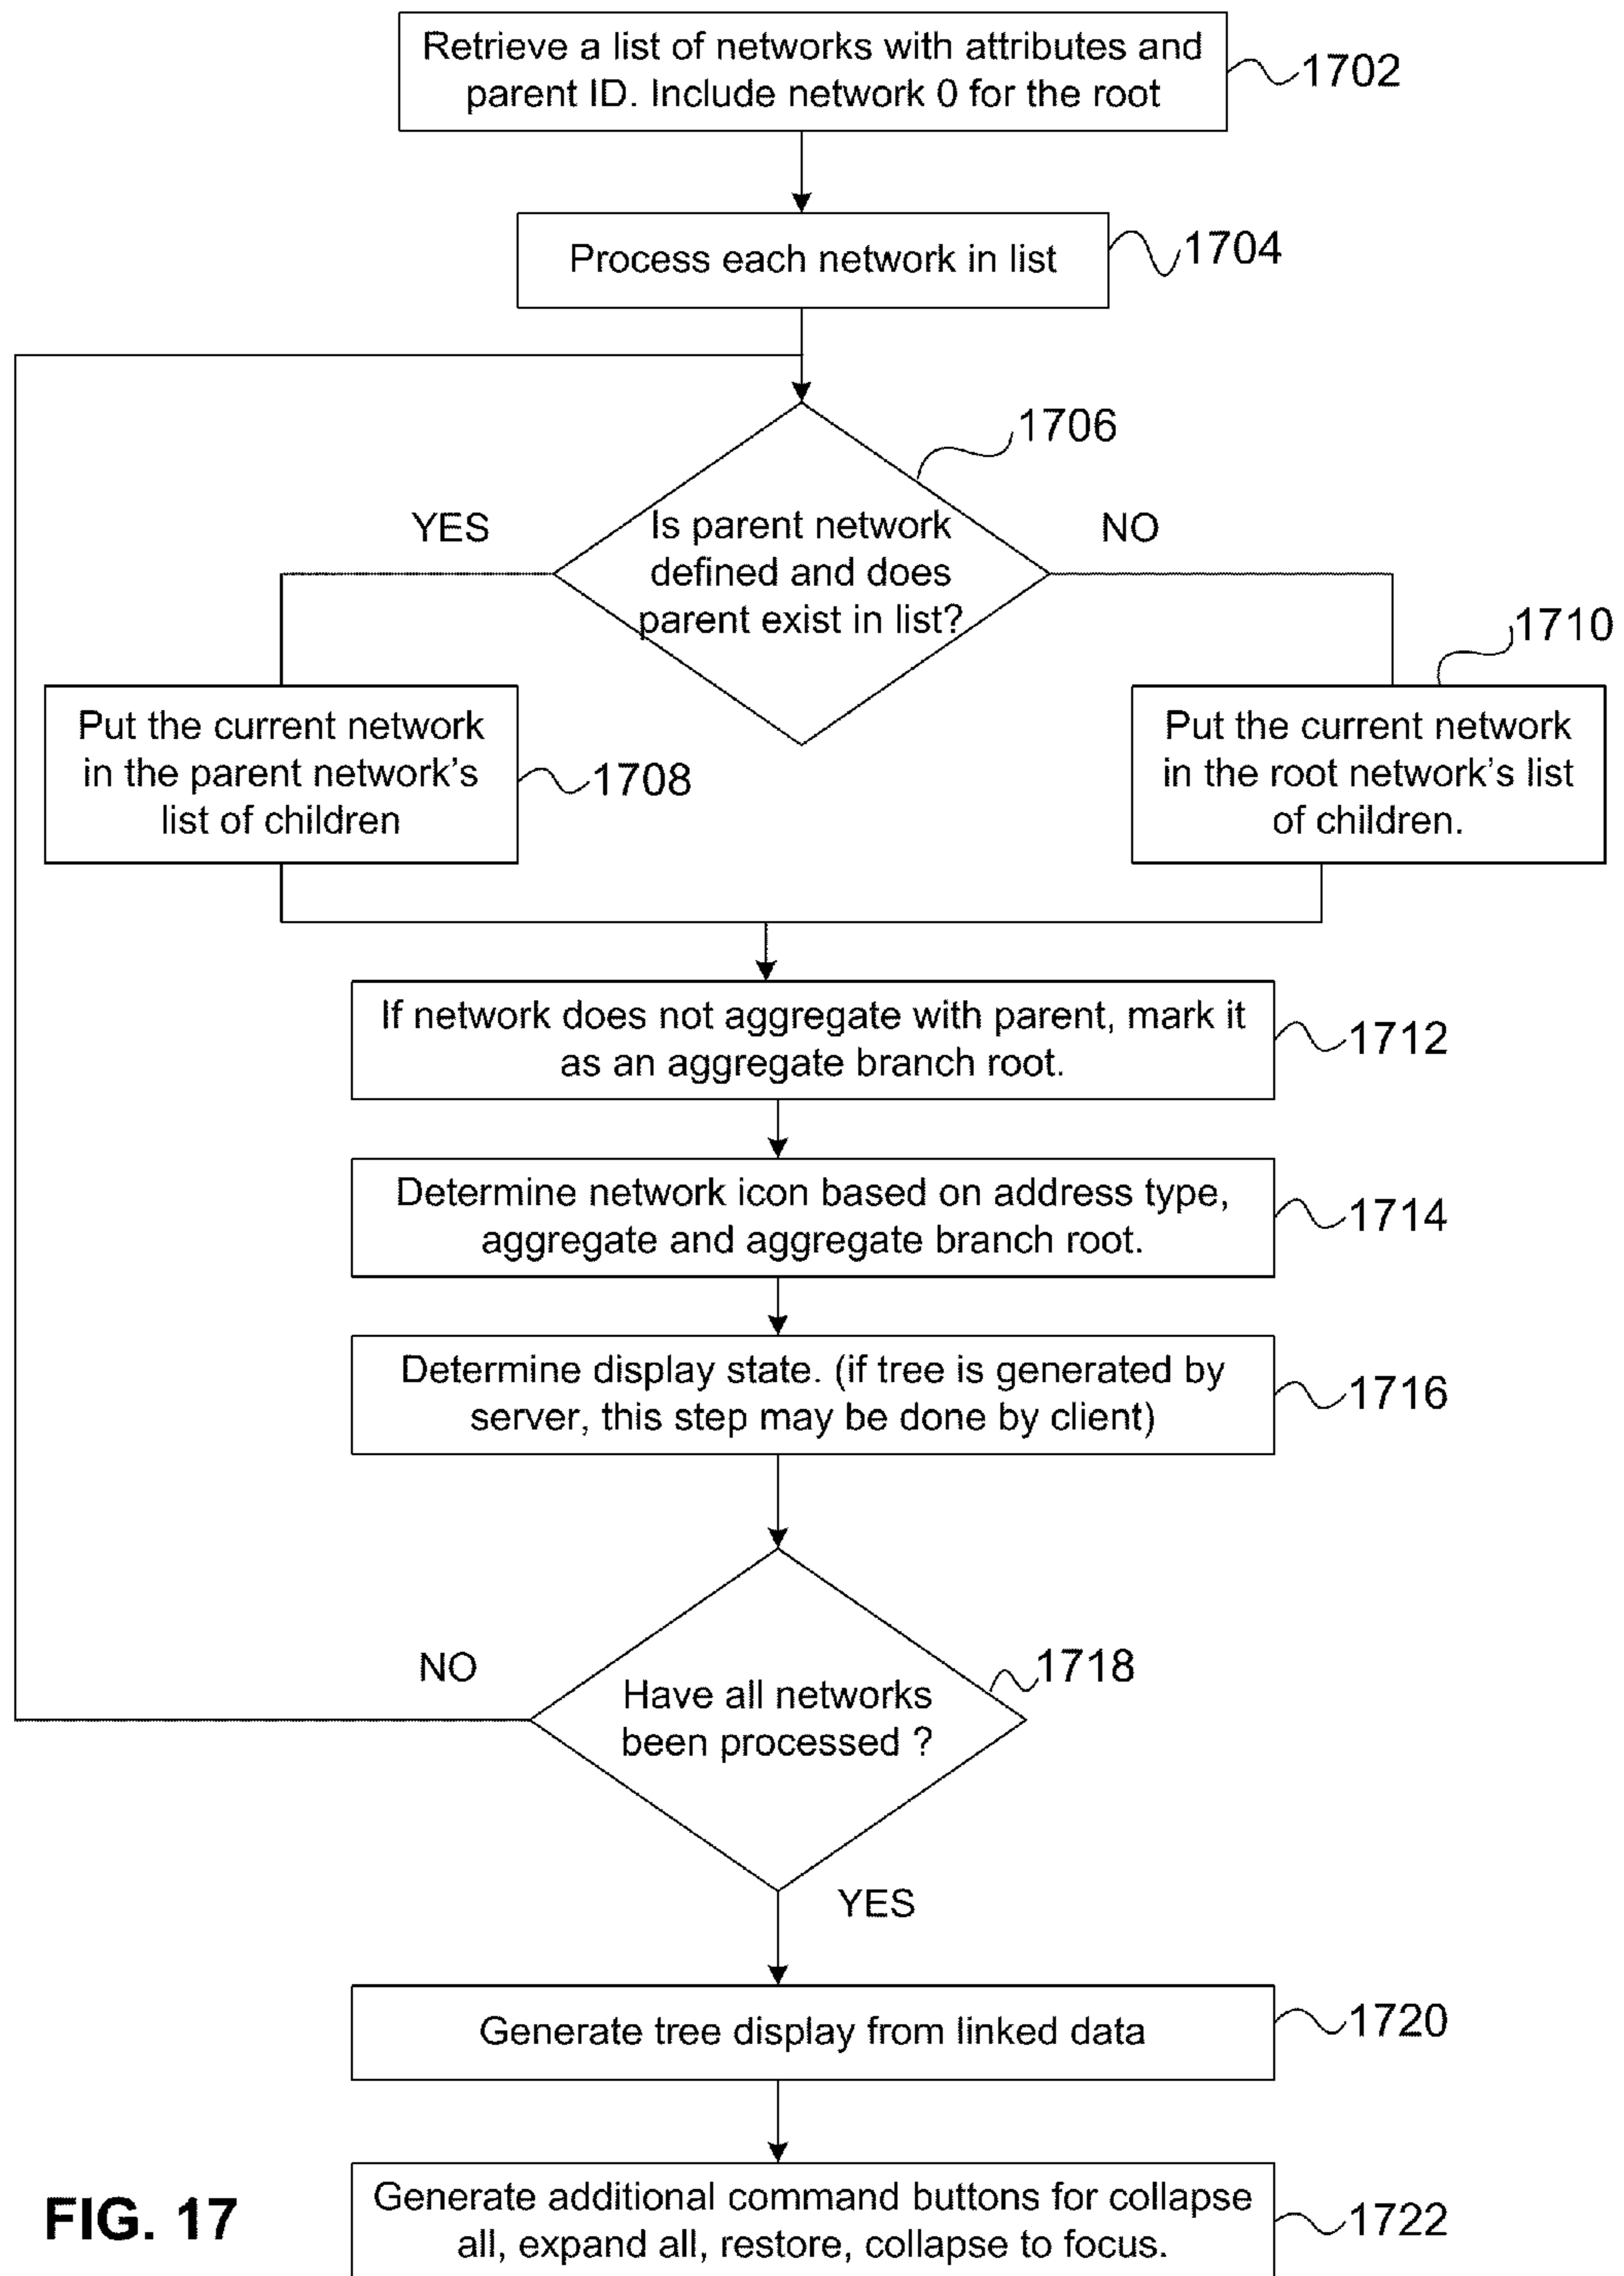 Retrieve a list of networks with attributes and
parent ID. Include network 0 for the root
1702
Process each network in list
1704
1706
YES
Is parent network
defined and does
parent exist in list?
NO
1710
Put the current network
in the parent network's
list of children
1708
Put the current network
in the root network's list
of children.
If network does not aggregate with parent, mark it
as an aggregate branch root.
1712
Determine network icon based on address type,
aggregate and aggregate branch root.
1714
Determine display state. (if tree is generated by
server, this step may be done by client)
1716
NO
Have all networks
been processed ?
1718
YES
Generate tree display from linked data
1720
Generate additional command buttons for collapse
all, expand all, restore, collapse to focus.
1722
FIG. 17